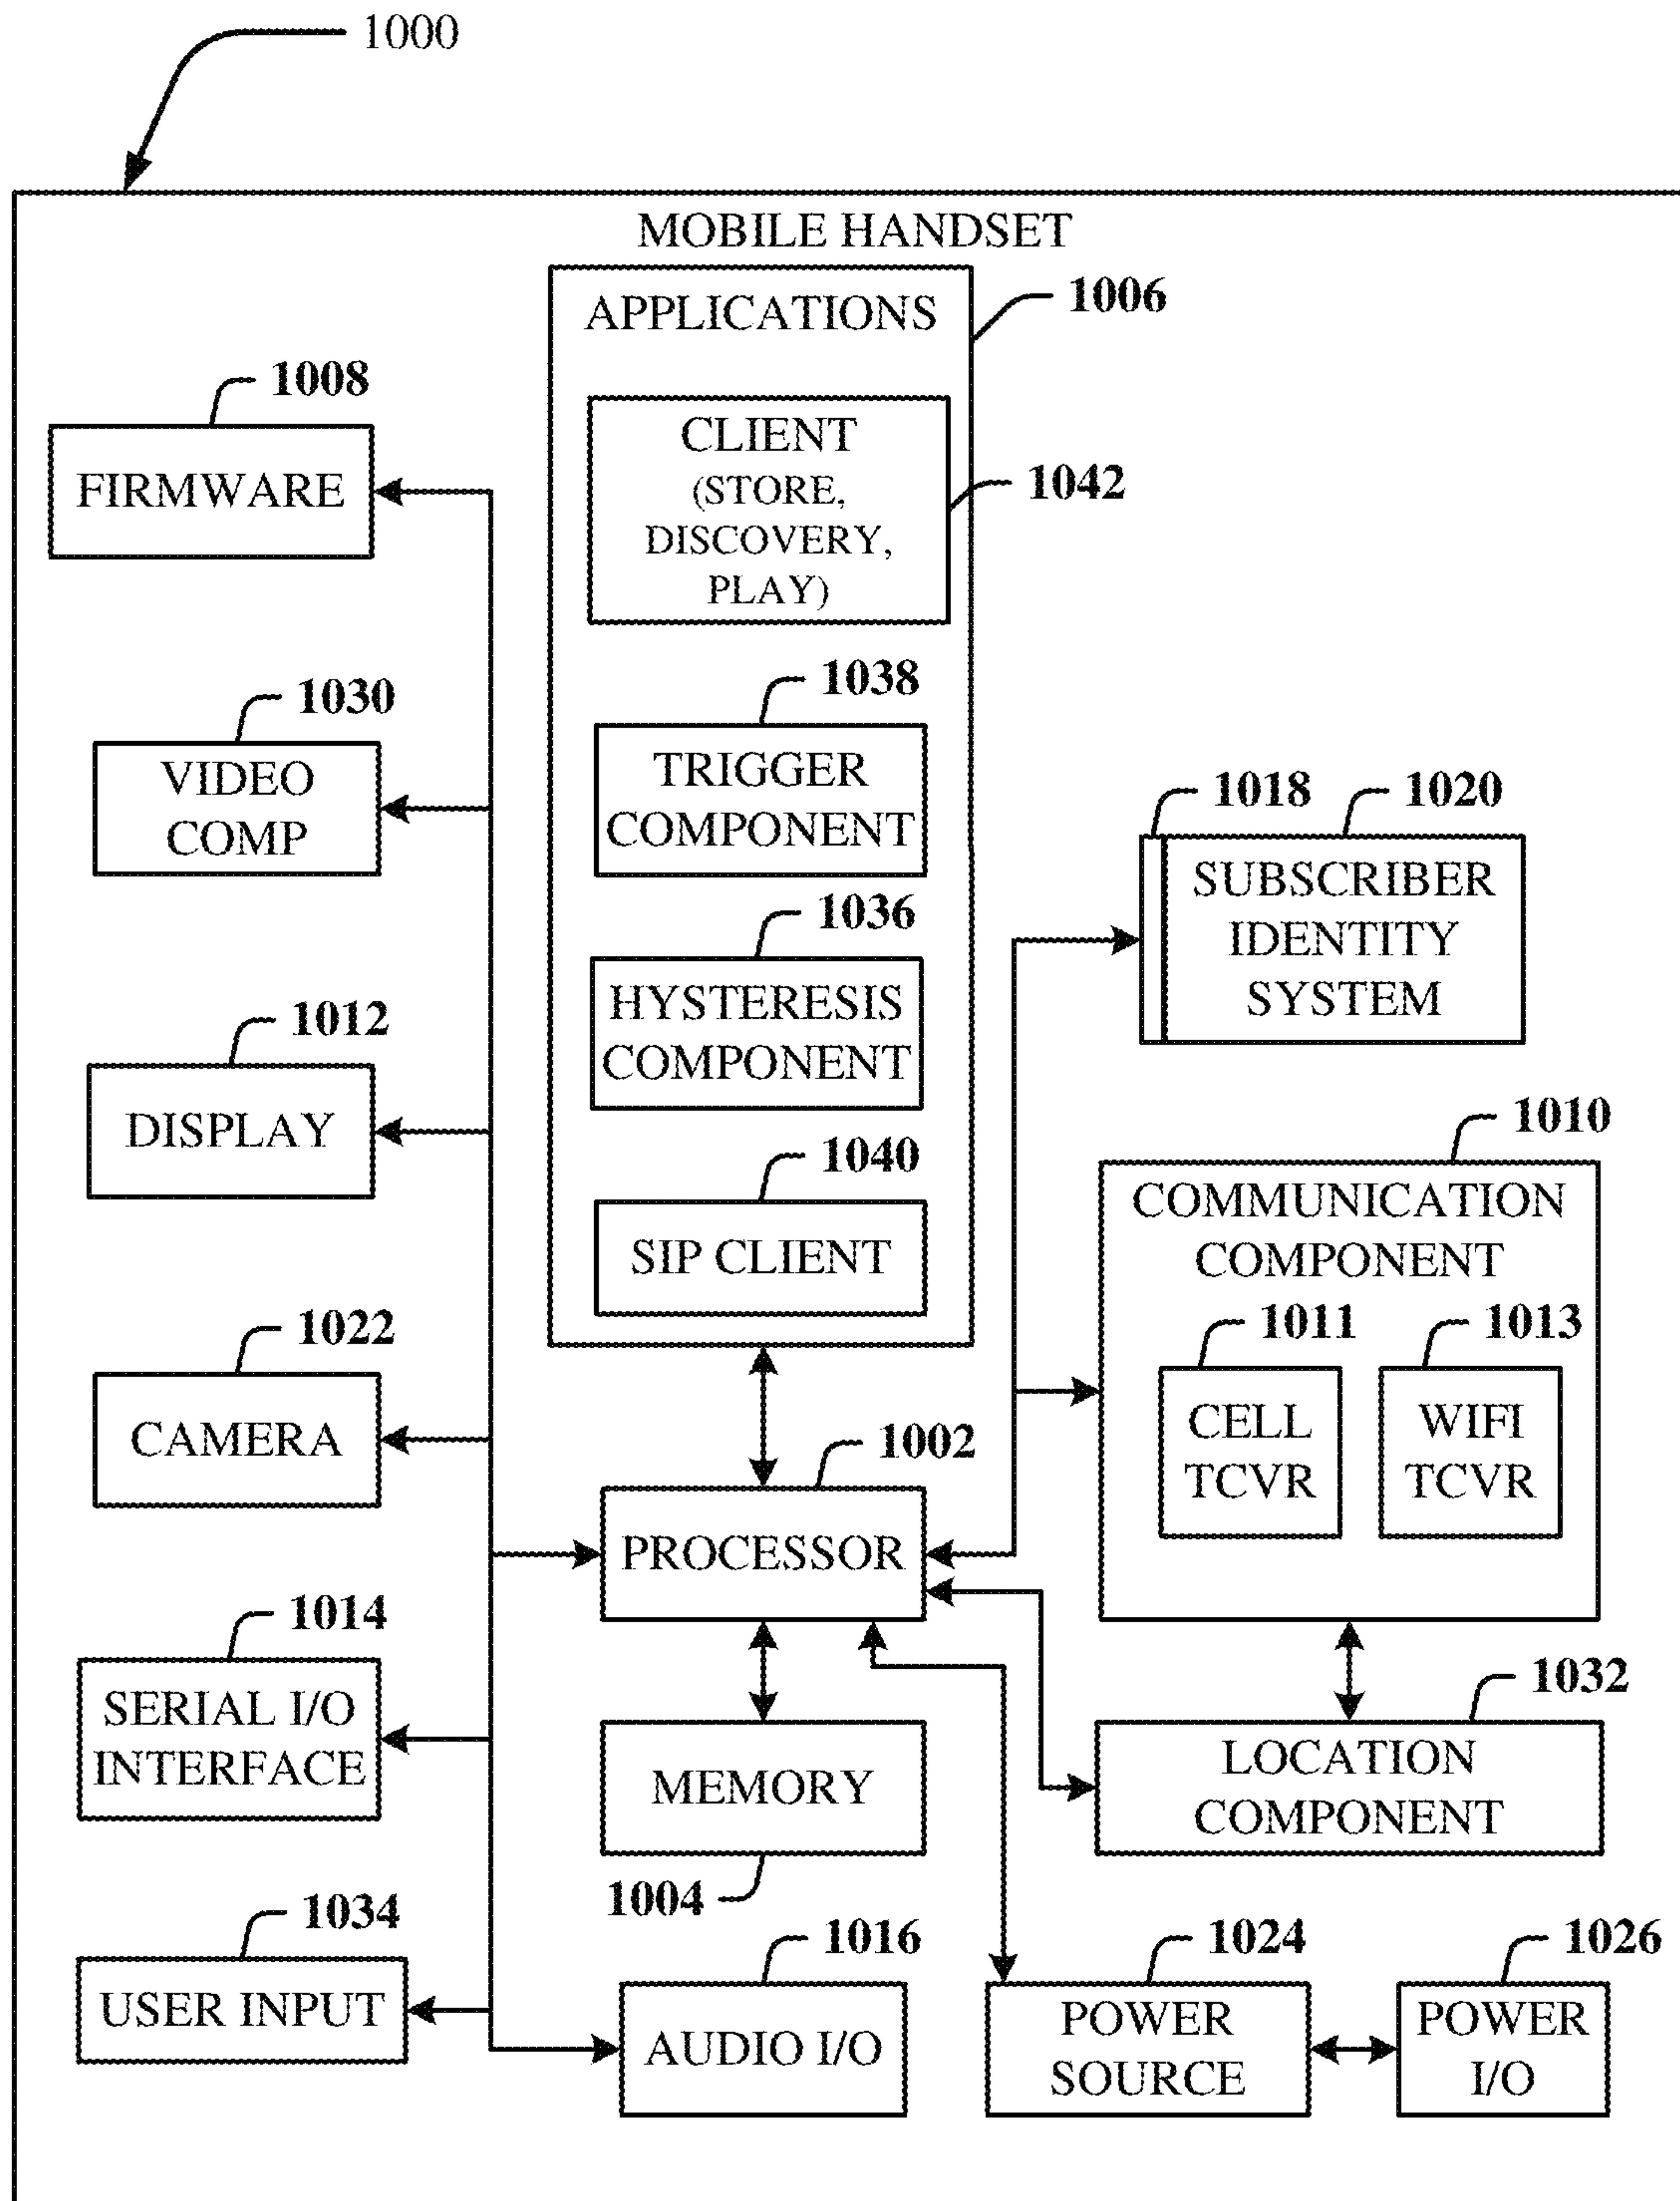 1000
MOBILE HANDSET
APPLICATIONS
1006
CLIENT
(STORE,
DISCOVERY,
PLAY)
1042
1008
FIRMWARE
1038
TRIGGER
COMPONENT
1030
VIDEO
COMP
1018
1020
SUBSCRIBER
IDENTITY
SYSTEM
1036
HYSTERESIS
COMPONENT
1012
DISPLAY
1040
SIP CLIENT
1010
COMMUNICATION
COMPONENT
1011
CELL
TCVR
1013
WIFI
TCVR
1022
CAMERA
1002
PROCESSOR
1014
SERIAL I/O
INTERFACE
MEMORY
1004
1032
LOCATION
COMPONENT
1034
USER INPUT
1016
AUDIO I/O
1024
POWER
SOURCE
1026
POWER
I/O